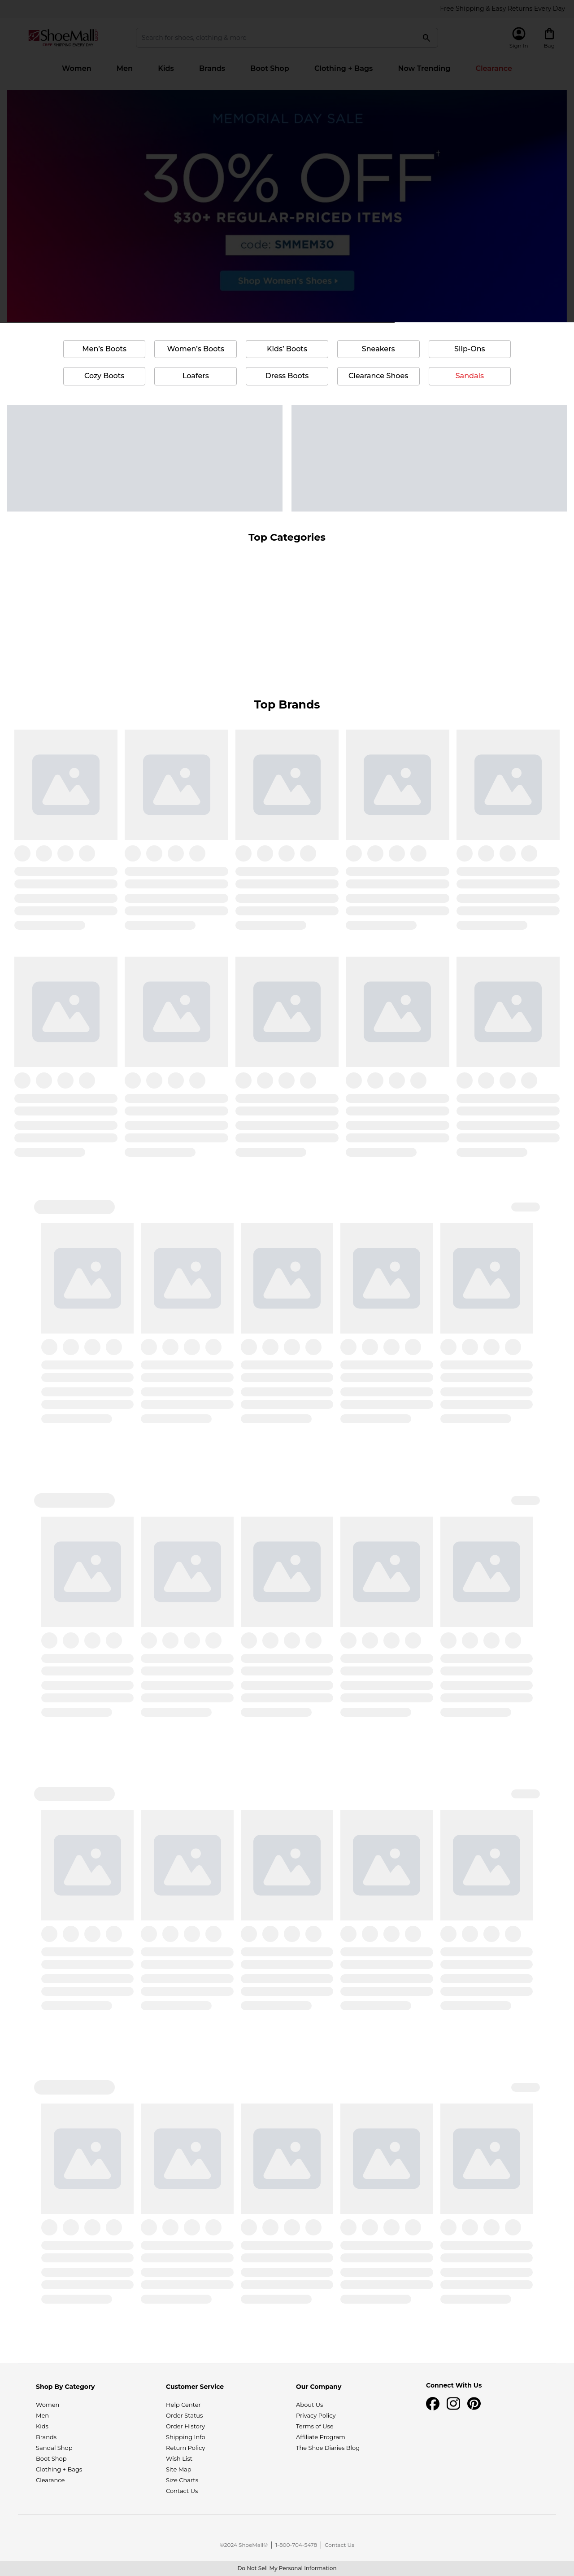 Free Shipping & Easy Returns Every Day
ShoeMall
FREE SHIPPING EVERY DAY
Search for shoes, clothing & more
Sign In
Bag
Women Men Kids Brands Boot Shop Clothing + Bags Now Trending Clearance
MEMORIAL DAY SALE
30% OFF†
$30+ REGULAR-PRICED ITEMS
code: SMMEM30
Shop Women's Shoes
Men's Boots Women's Boots Kids' Boots Sneakers Slip-Ons
Cozy Boots Loafers Dress Boots Clearance Shoes Sandals
Top Categories
Top Brands
Shop By Category
Women
Men
Kids
Brands
Sandal Shop
Boot Shop
Clothing + Bags
Clearance
Customer Service
Help Center
Order Status
Order History
Shipping Info
Return Policy
Wish List
Site Map
Size Charts
Contact Us
Our Company
About Us
Privacy Policy
Terms of Use
Affiliate Program
The Shoe Diaries Blog
Connect With Us
©2024 ShoeMall® | 1-800-704-5478 | Contact Us
Do Not Sell My Personal Information